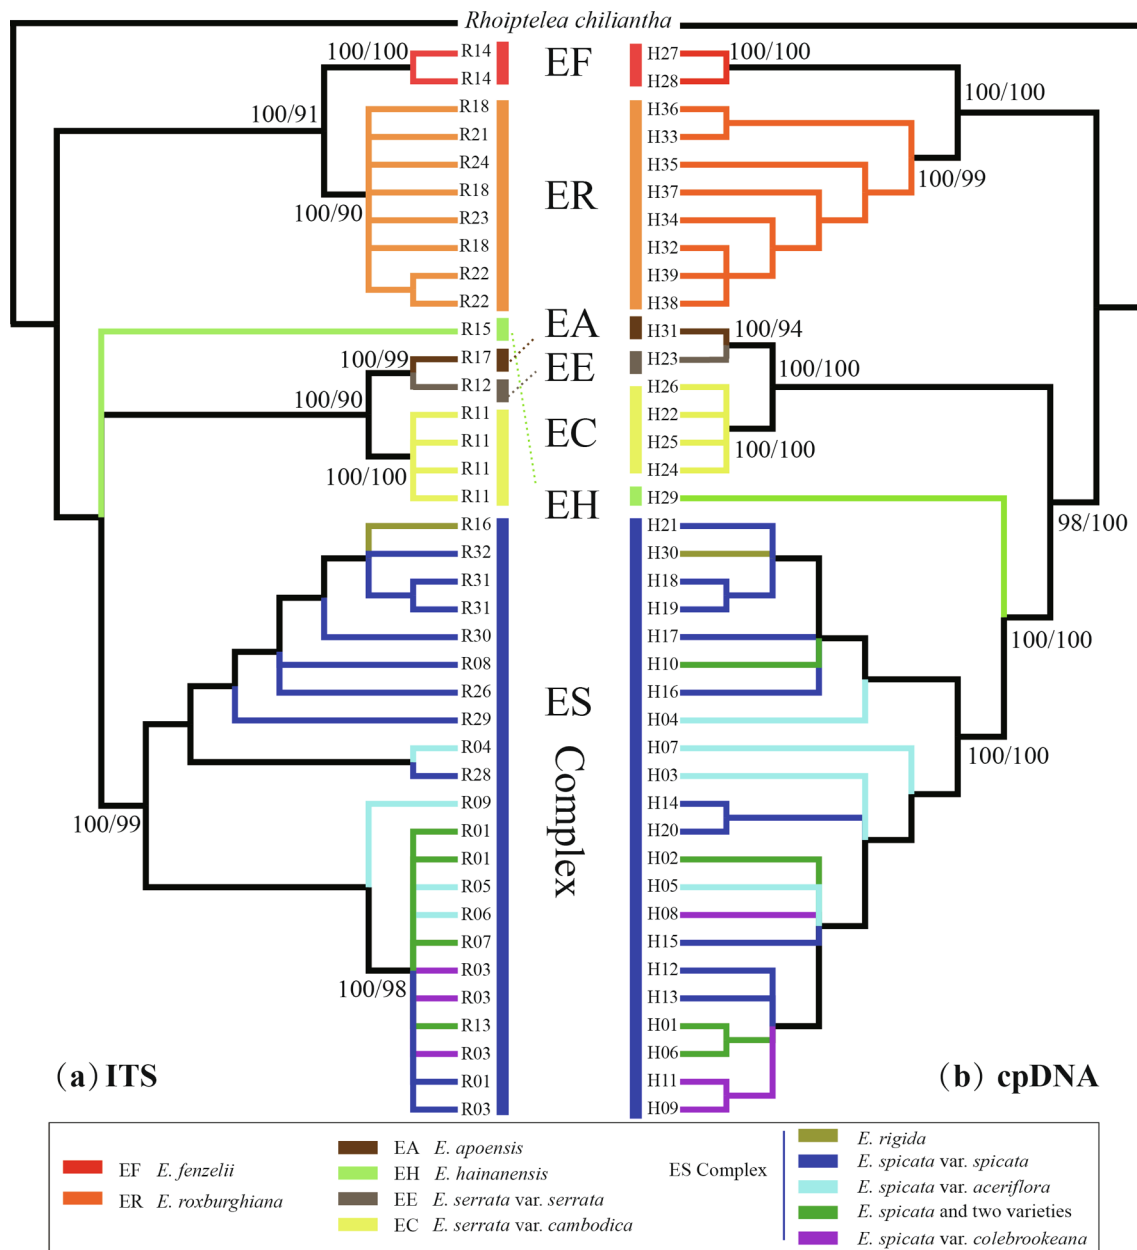 Rhoiptelea chiliantha
R14 EF H27
100/100 100/100
R14 H28
100/100
100/91
R18 ER H36
R21 H33
R24 H35
100/99
R18 H37
100/90
R23 H34
R18 H32
R22 H39
R22 H38
R15 EA H31
100/94
100/99
R17 EE H23
100/100
R12 H26
100/90
R11 EC H22
R11 H25
100/100
R11 H24
100/100
R11 EH H29
98/100
R16 H21
R32 H30
R31 H18
R31 H19
R30 H17
100/100
R08 H10
R26 ES Complex H16
R29 H04
R04 H07
100/100
R28 H03
R09 H14
100/99
R01 H20
R01 H02
R05 H05
R06 H08
R07 H15
R03 H12
100/98
R03 H13
R13 H01
R03 H06
R01 H11
R03 H09
(a) ITS
(b) cpDNA
EF E. fenzelii
ER E. roxburghiana
EA E. apoensis
EH E. hainanensis
EE E. serrata var. serrata
EC E. serrata var. cambodica
ES Complex
E. rigida
E. spicata var. spicata
E. spicata var. aceriflora
E. spicata and two varieties
E. spicata var. colebrookeana